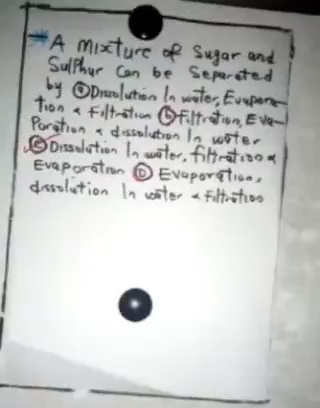 * A Mixture of Sugar and
Sulphur Can be Separated
by (a) Dissolution In water, Evapora-
tion & Filtration (b) Filtration, Eva-
Poration & dissolution In water
(c) Dissolution In water, filtration &
Evaporation (D) Evaporation,
dissolution In water & filtration